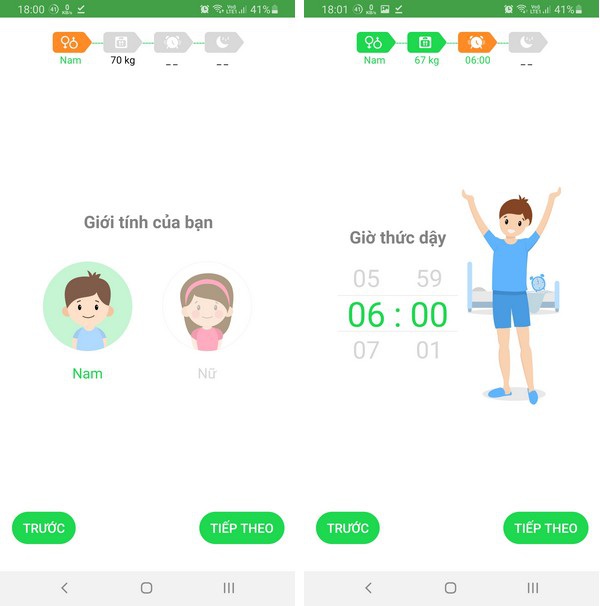 18:00
41%
Nam
70 kg
_ _
_ _
Giới tính của bạn
Nam
Nữ
TRƯỚC
TIẾP THEO
18:01
41%
Nam
67 kg
06:00
_ _
Giờ thức dậy
05 59
06 : 00
07 01
TRƯỚC
TIẾP THEO